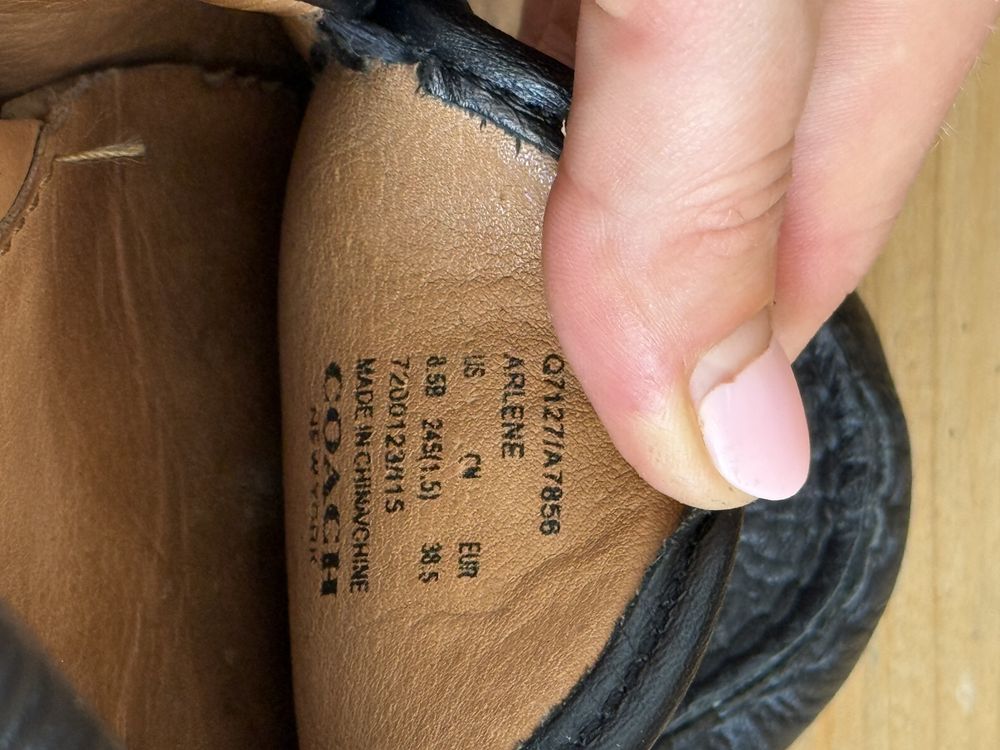 Q7127/A7856
ARLENE
US CN EUR
8.5B 245(1.5) 38.5
MADE IN CHINA/CHINE
COACH
NEW YORK